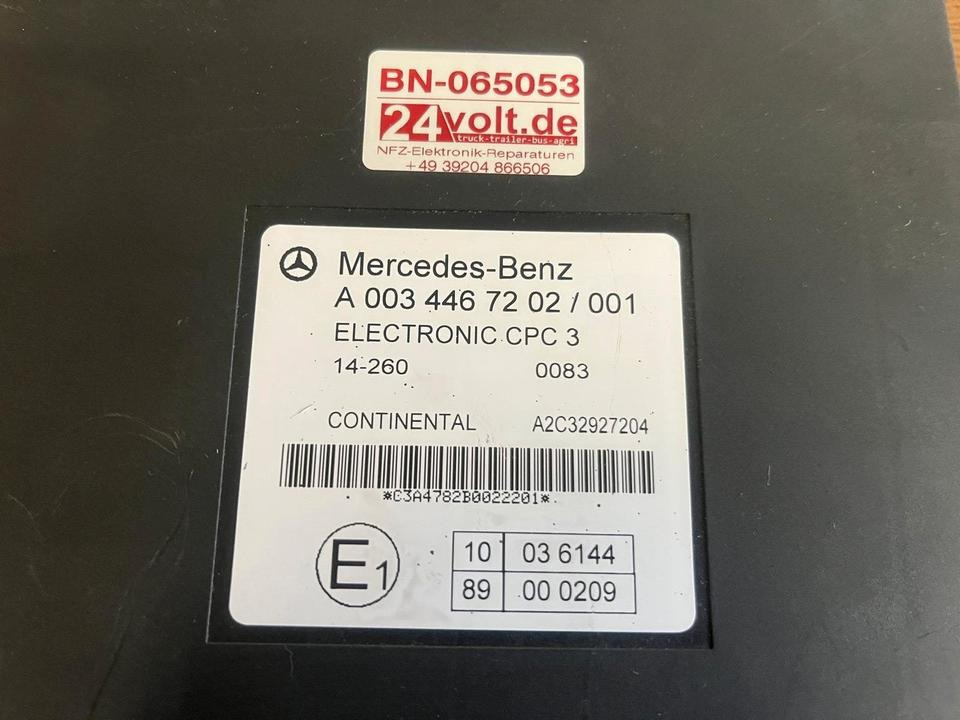 BN-065053
24volt.de
truck-trailer-bus-agri
NFZ-Elektronik-Reparaturen
+49 39204 866506
Mercedes-Benz
A 003 446 72 02 / 001
ELECTRONIC CPC 3
14-260 0083
CONTINENTAL A2C32927204
*C3A4782B0022201*
E1
10 03 6144
89 00 0209